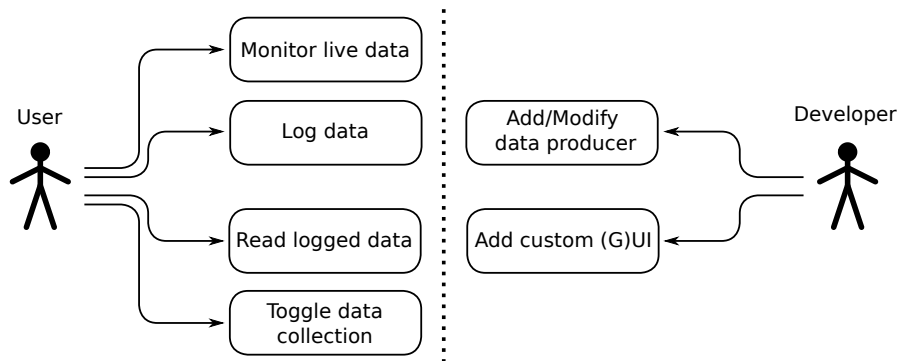 User
Monitor live data
Log data
Read logged data
Toggle data
collection
Add/Modify
data producer
Add custom (G)UI
Developer